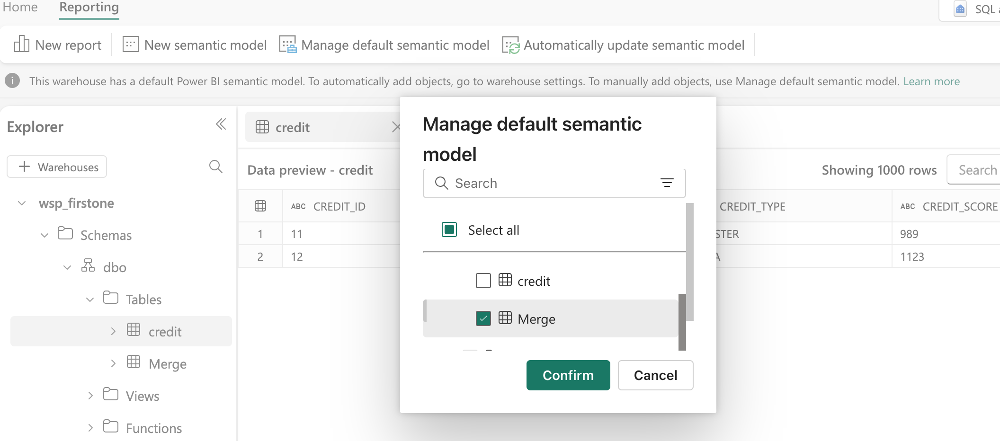 Home Reporting SQL
New report New semantic model Manage default semantic model Automatically update semantic model
This warehouse has a default Power BI semantic model. To automatically add objects, go to warehouse settings. To manually add objects, use Manage default semantic model. Learn more
Explorer
Warehouses
wsp_firstone
Schemas
dbo
Tables
credit
Merge
Views
Functions
credit
Data preview - credit
Showing 1000 rows
Search
ABC CREDIT_ID
CREDIT_TYPE
ABC CREDIT_SCORE
1 11 STER 989
2 12 A 1123
Manage default semantic
model
Search
Select all
credit
Merge
Confirm Cancel